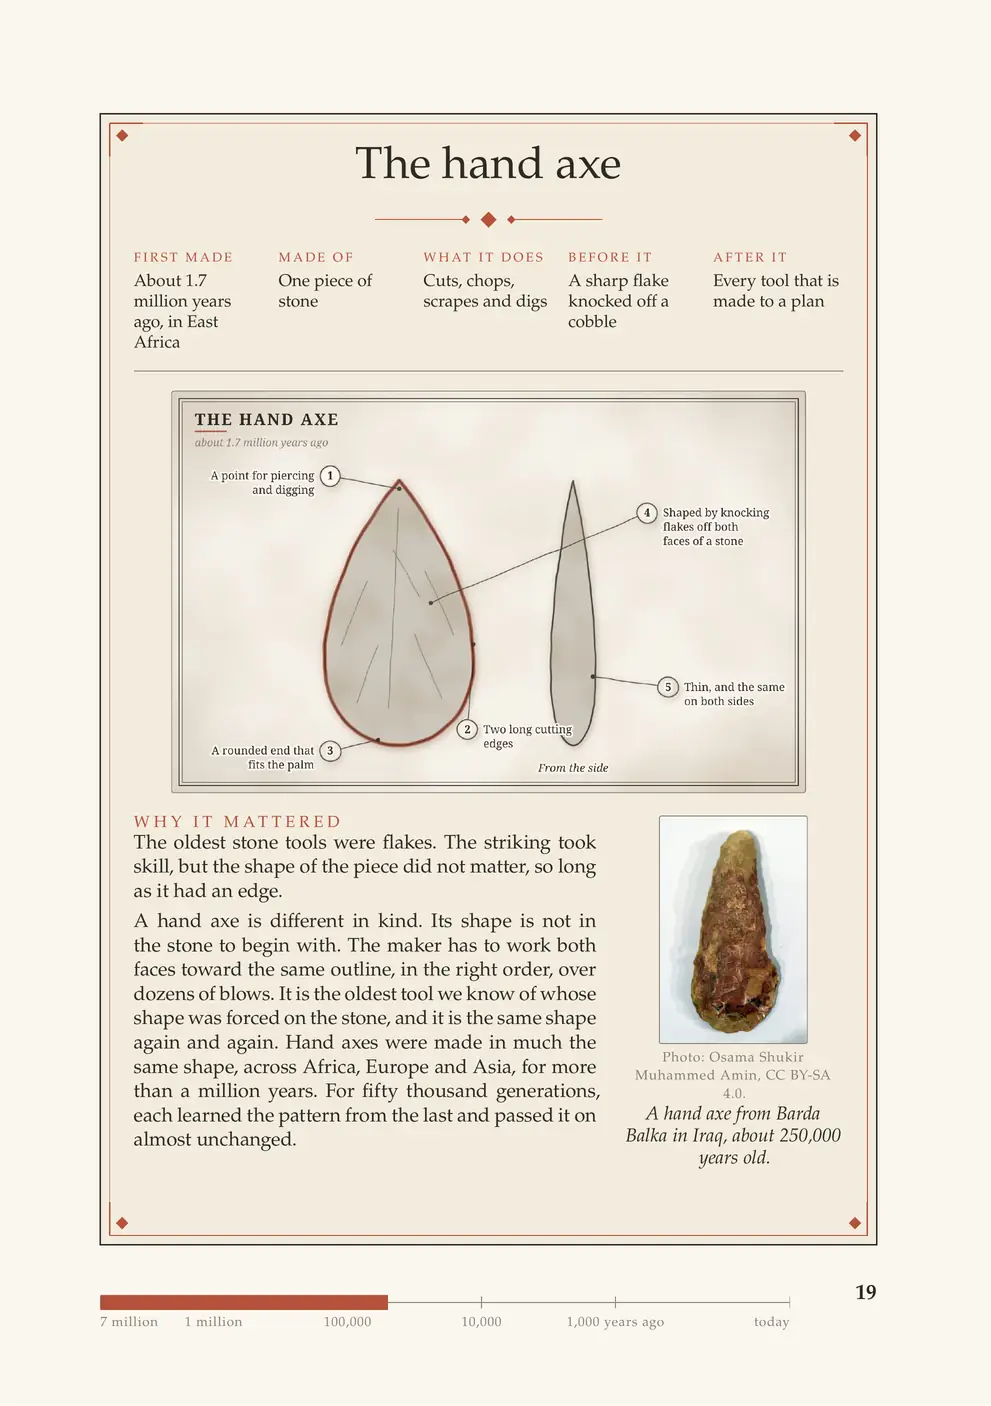 The hand axe
FIRST MADE
About 1.7
million years
ago, in East
Africa
MADE OF
One piece of
stone
WHAT IT DOES
Cuts, chops,
scrapes and digs
BEFORE IT
A sharp flake
knocked off a
cobble
AFTER IT
Every tool that is
made to a plan
THE HAND AXE
about 1.7 million years ago
A point for piercing
and digging
1
4
Shaped by knocking
flakes off both
faces of a stone
5
Thin, and the same
on both sides
2
Two long cutting
edges
A rounded end that
fits the palm
3
From the side
WHY IT MATTERED
The oldest stone tools were flakes. The striking took
skill, but the shape of the piece did not matter, so long
as it had an edge.
A hand axe is different in kind. Its shape is not in
the stone to begin with. The maker has to work both
faces toward the same outline, in the right order, over
dozens of blows. It is the oldest tool we know of whose
shape was forced on the stone, and it is the same shape
again and again. Hand axes were made in much the
same shape, across Africa, Europe and Asia, for more
than a million years. For fifty thousand generations,
each learned the pattern from the last and passed it on
almost unchanged.
Photo: Osama Shukir
Muhammed Amin, CC BY-SA
4.0.
A hand axe from Barda
Balka in Iraq, about 250,000
years old.
19
7 million 1 million 100,000 10,000 1,000 years ago today